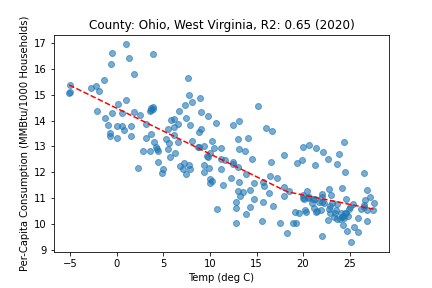 County: Ohio, West Virginia, R2: 0.65 (2020)
Per-Capita Consumption (MMBtu/1000 Households)
17
16
15
14
13
12
11
10
9
−5 0 5 10 15 20 25
Temp (deg C)